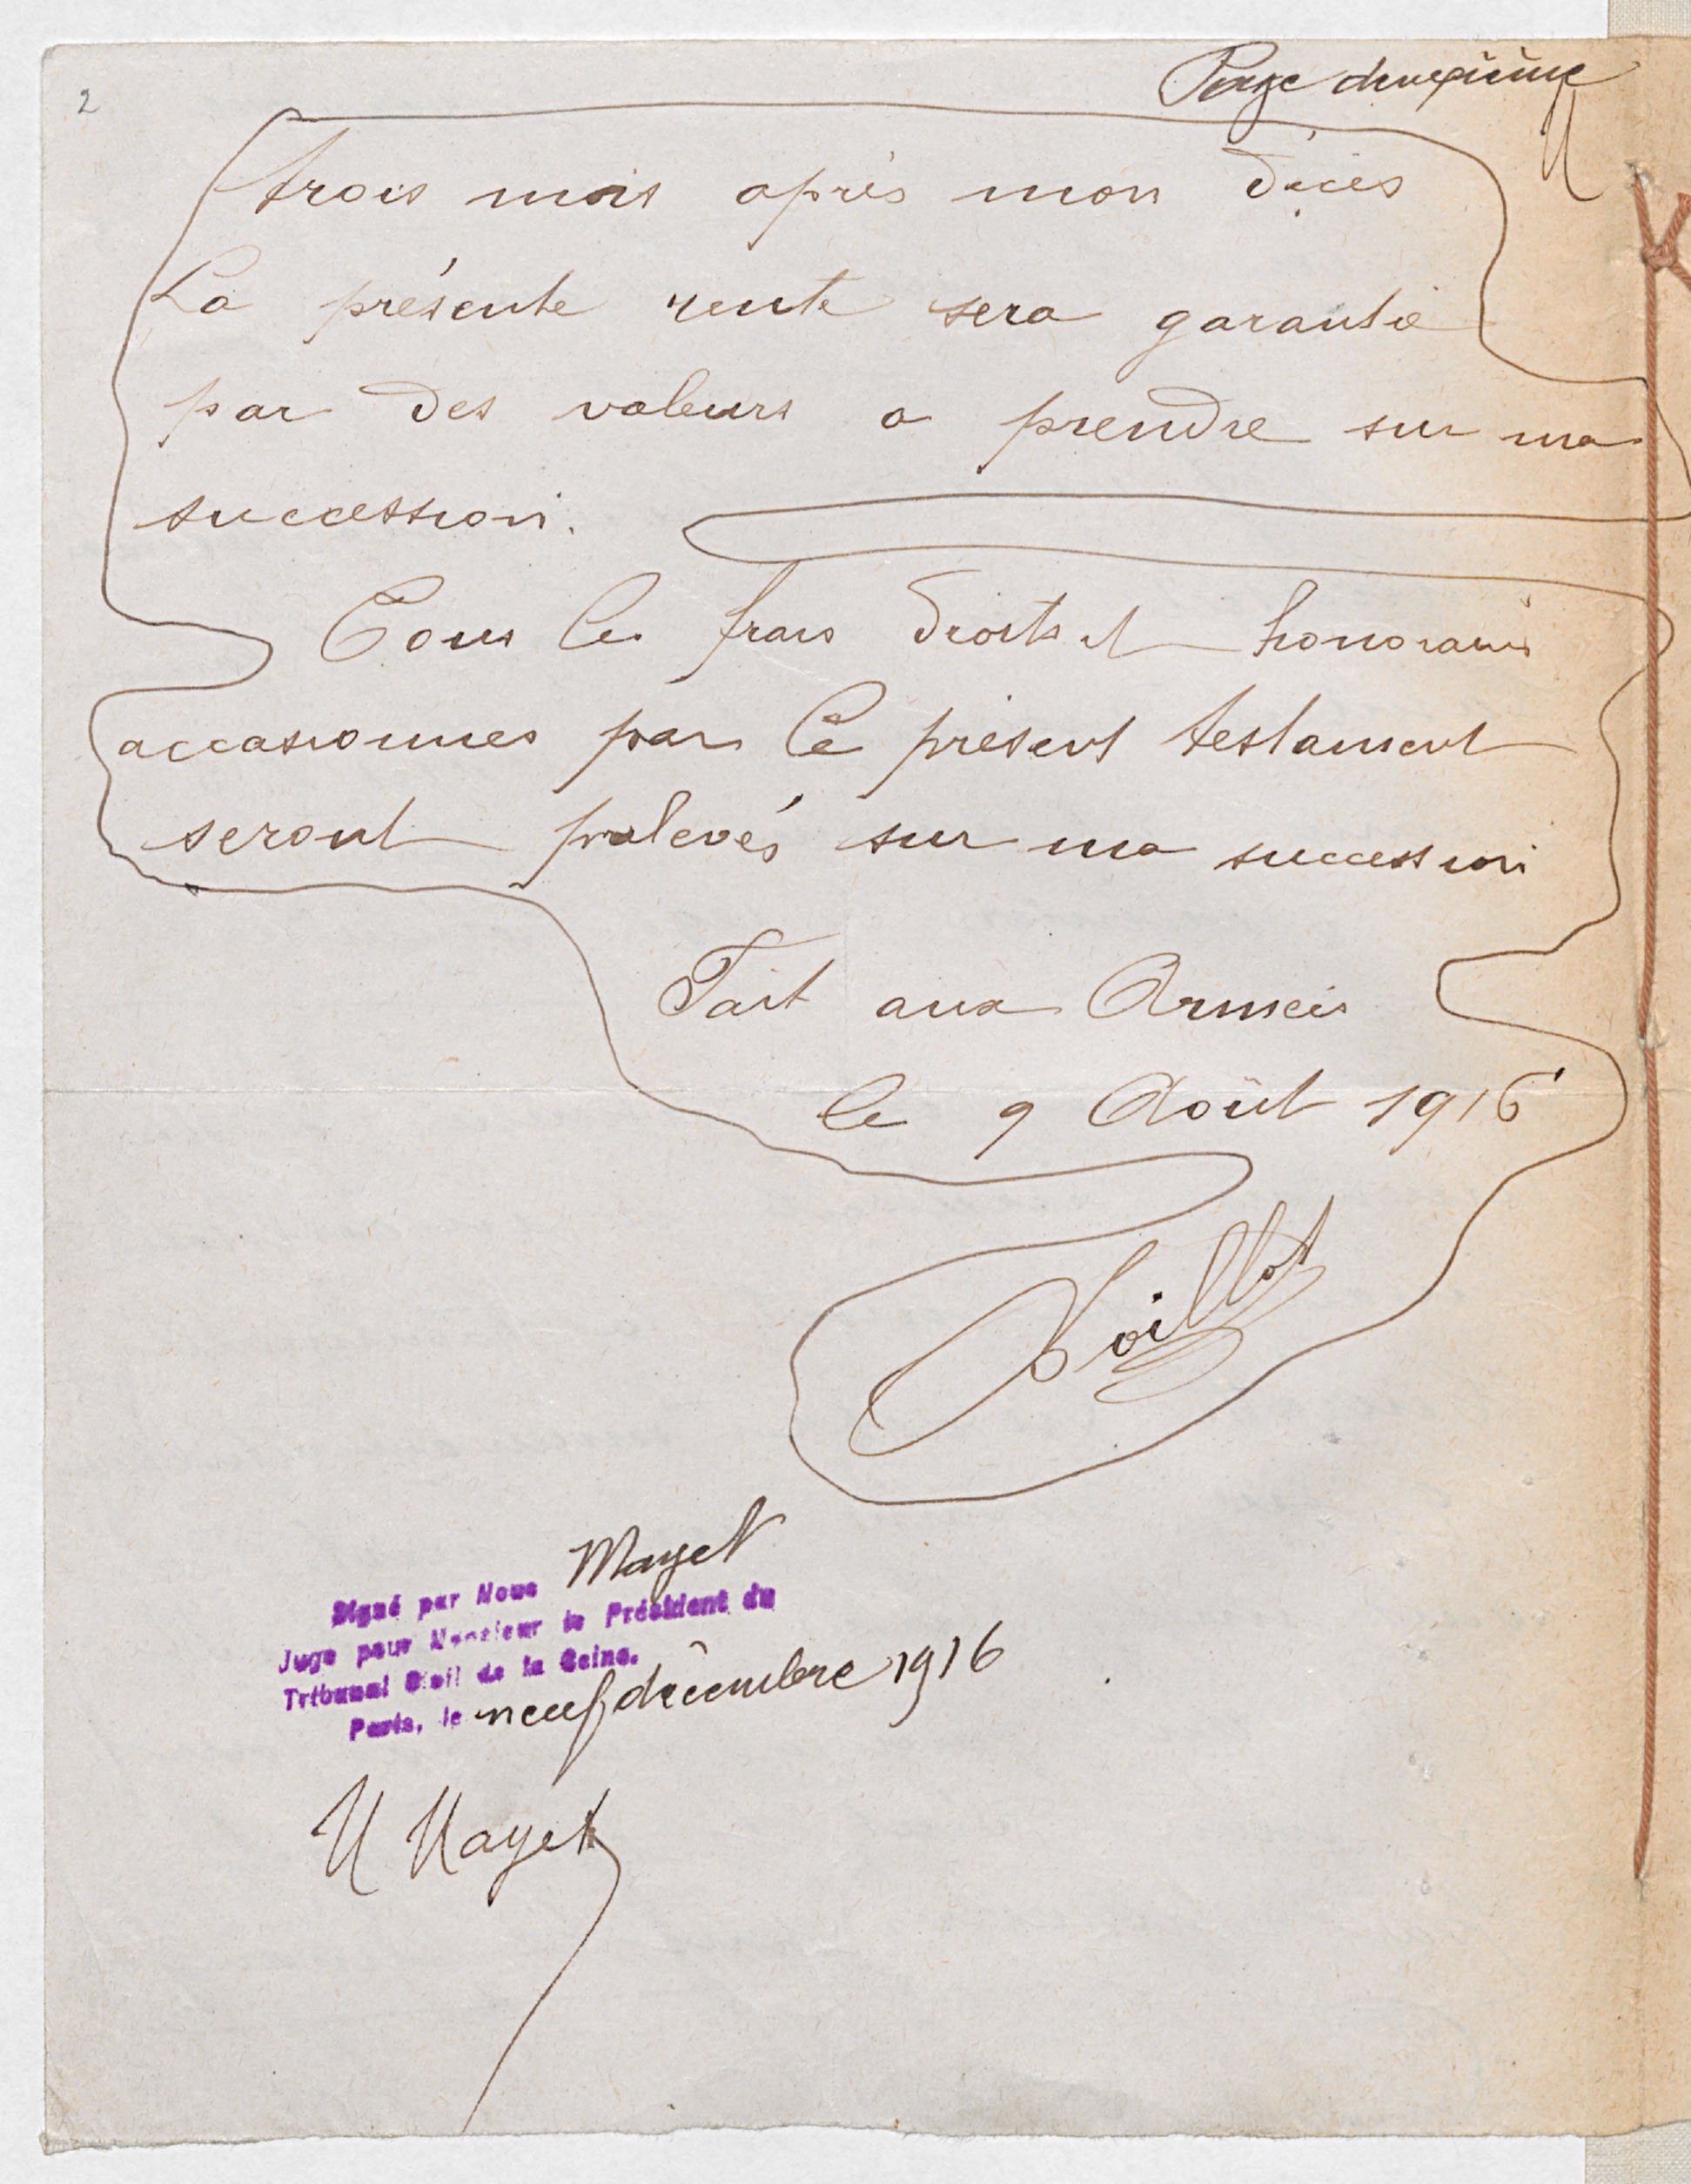 2
Page deuxième
trois mois après mon décès
La présente rente sera garantie
par des valeurs a prendre sur ma
succession.
Tous les frais droits et honoraires
accasionnes par le présent testament
seront prelevés sur ma succession
Fait aux Armées
le 9 Août 1916
Signé par Nous Mayet
Juge pour Monsieur le Président du
Tribunal Civil de la Seine.
Paris, le neuf décembre 1916
Mayet